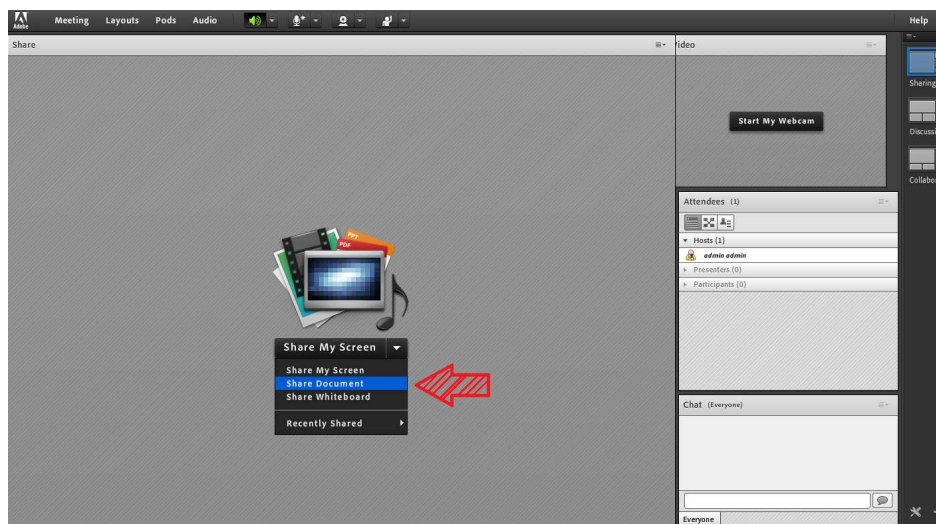 Adobe
Meeting Layouts Pods Audio Help
Share
Video
Start My Webcam
Sharing
Discussi
Collabor
Attendees (1)
Hosts (1)
admin admin
Presenters (0)
Participants (0)
PPT
PDF
Share My Screen
Share My Screen
Share Document
Share Whiteboard
Recently Shared
Chat (Everyone)
Everyone